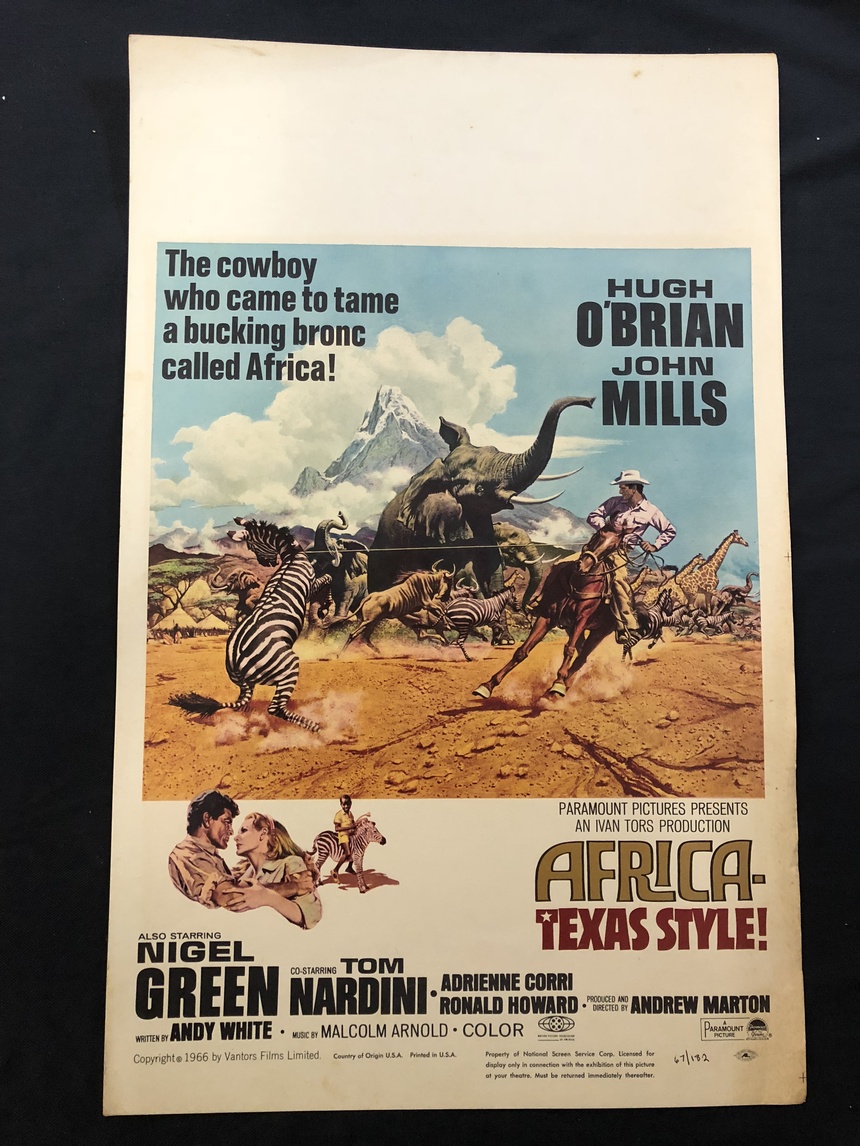 The cowboy
who came to tame
a bucking bronc
called Africa!
HUGH
O'BRIAN
JOHN
MILLS
PARAMOUNT PICTURES PRESENTS
AN IVAN TORS PRODUCTION
AFRICA-
TEXAS STYLE!
ALSO STARRING
NIGEL
GREEN
CO-STARRING TOM
NARDINI •
ADRIENNE CORRI
RONALD HOWARD •
PRODUCED AND
DIRECTED BY ANDREW MARTON
WRITTEN BY ANDY WHITE • MUSIC BY MALCOLM ARNOLD • COLOR
A
PARAMOUNT
PICTURE
Copyright © 1966 by Vantors Films Limited. Country of Origin U.S.A. Printed in U.S.A.
Property of National Screen Service Corp. Licensed for
display only in connection with the exhibition of this picture
at your theatre. Must be returned immediately thereafter.
67/182